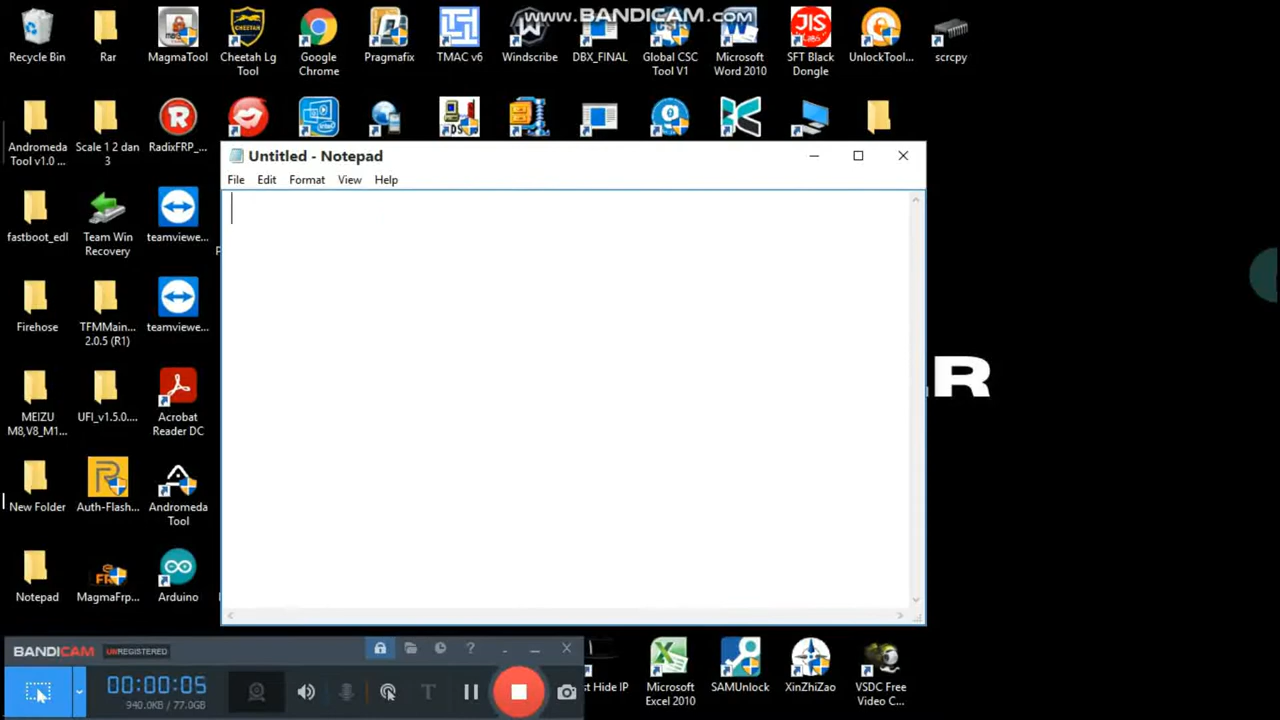 www.BANDICAM.com
Recycle Bin
Rar
MagmaTool
Cheetah Lg
Tool
Google
Chrome
Pragmafix
TMAC v6
Windscribe
DBX_FINAL
Global CSC
Tool V1
Microsoft
Word 2010
JIS
SFT Black
Dongle
UnlockTool...
scrcpy
Andromeda
Tool v1.0 ...
Scale 1 2 dan
3
RadixFRP_...
Untitled - Notepad
File Edit Format View Help
fastboot_edl
Team Win
Recovery
teamviewe...
Firehose
TFMMain...
2.0.5 (R1)
teamviewe...
ER
MEIZU
M8,V8_M1...
UFI_v1.5.0....
Acrobat
Reader DC
New Folder
Auth-Flash...
Andromeda
Tool
Notepad
MagmaFrp...
Arduino
BANDICAM UNREGISTERED
00:00:05
940.0KB / 77.0GB
t Hide IP
Microsoft
Excel 2010
SAMUnlock
XinZhiZao
VSDC Free
Video C...